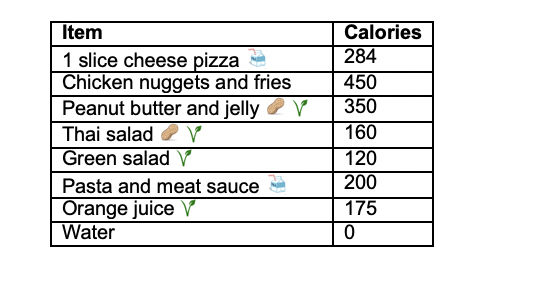 Item Calories
1 slice cheese pizza 284
Chicken nuggets and fries 450
Peanut butter and jelly 350
Thai salad 160
Green salad 120
Pasta and meat sauce 200
Orange juice 175
Water 0